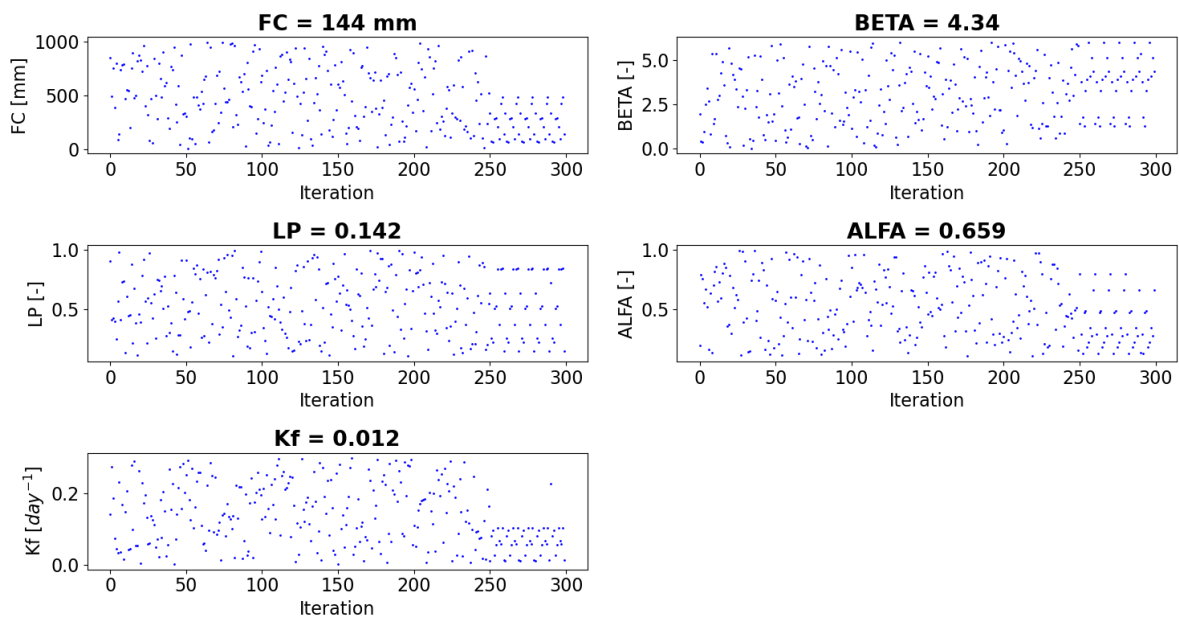 FC = 144 mm
FC [mm]
1000
500
0
0 50 100 150 200 250 300
Iteration
BETA = 4.34
BETA [-]
5.0
2.5
0.0
0 50 100 150 200 250 300
Iteration
LP = 0.142
LP [-]
1.0
0.5
0 50 100 150 200 250 300
Iteration
ALFA = 0.659
ALFA [-]
1.0
0.5
0 50 100 150 200 250 300
Iteration
Kf = 0.012
Kf [day⁻¹]
0.2
0.0
0 50 100 150 200 250 300
Iteration